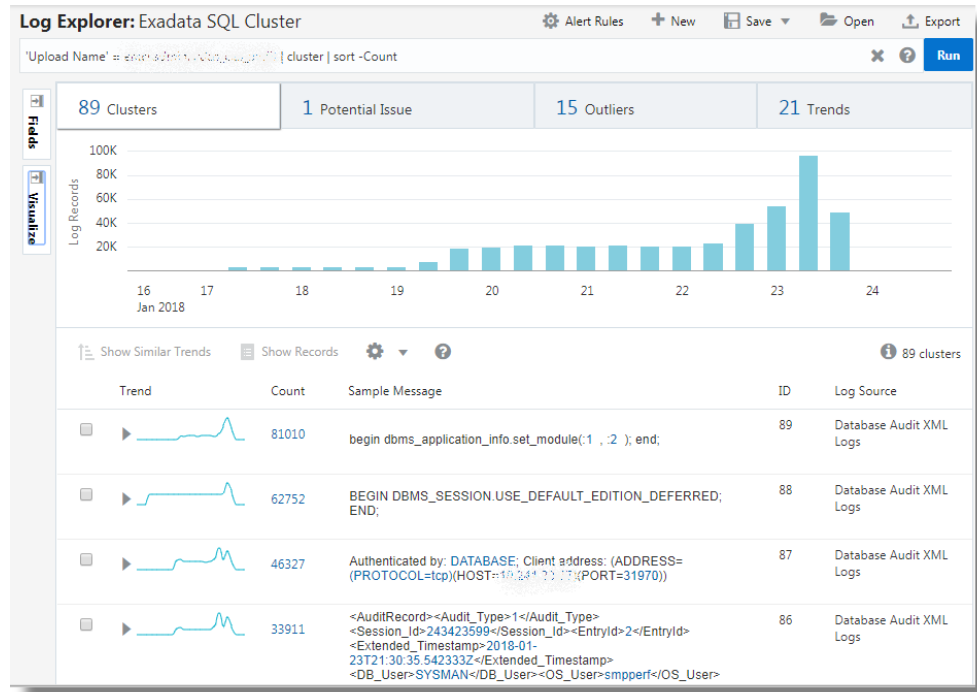 Log Explorer: Exadata SQL Cluster
Alert Rules New Save Open Export
'Upload Name' = | cluster | sort -Count
Run
Fields
Visualize
89 Clusters
1 Potential Issue
15 Outliers
21 Trends
Log Records
100K
80K
60K
40K
20K
16 17 18 19 20 21 22 23 24
Jan 2018
Show Similar Trends Show Records 89 clusters
Trend Count Sample Message ID Log Source
81010 begin dbms_application_info.set_module(:1 , :2 ); end; 89 Database Audit XML
Logs
62752 BEGIN DBMS_SESSION.USE_DEFAULT_EDITION_DEFERRED; 88 Database Audit XML
END; Logs
46327 Authenticated by: DATABASE; Client address: (ADDRESS= 87 Database Audit XML
(PROTOCOL=tcp)(HOST= (PORT=31970)) Logs
33911 <AuditRecord><Audit_Type>1</Audit_Type> 86 Database Audit XML
<Session_Id>243423599</Session_Id><EntryId>2</EntryId> Logs
<Extended_Timestamp>2018-01-
23T21:30:35.542333Z</Extended_Timestamp>
<DB_User>SYSMAN</DB_User><OS_User>smpperf</OS_User>